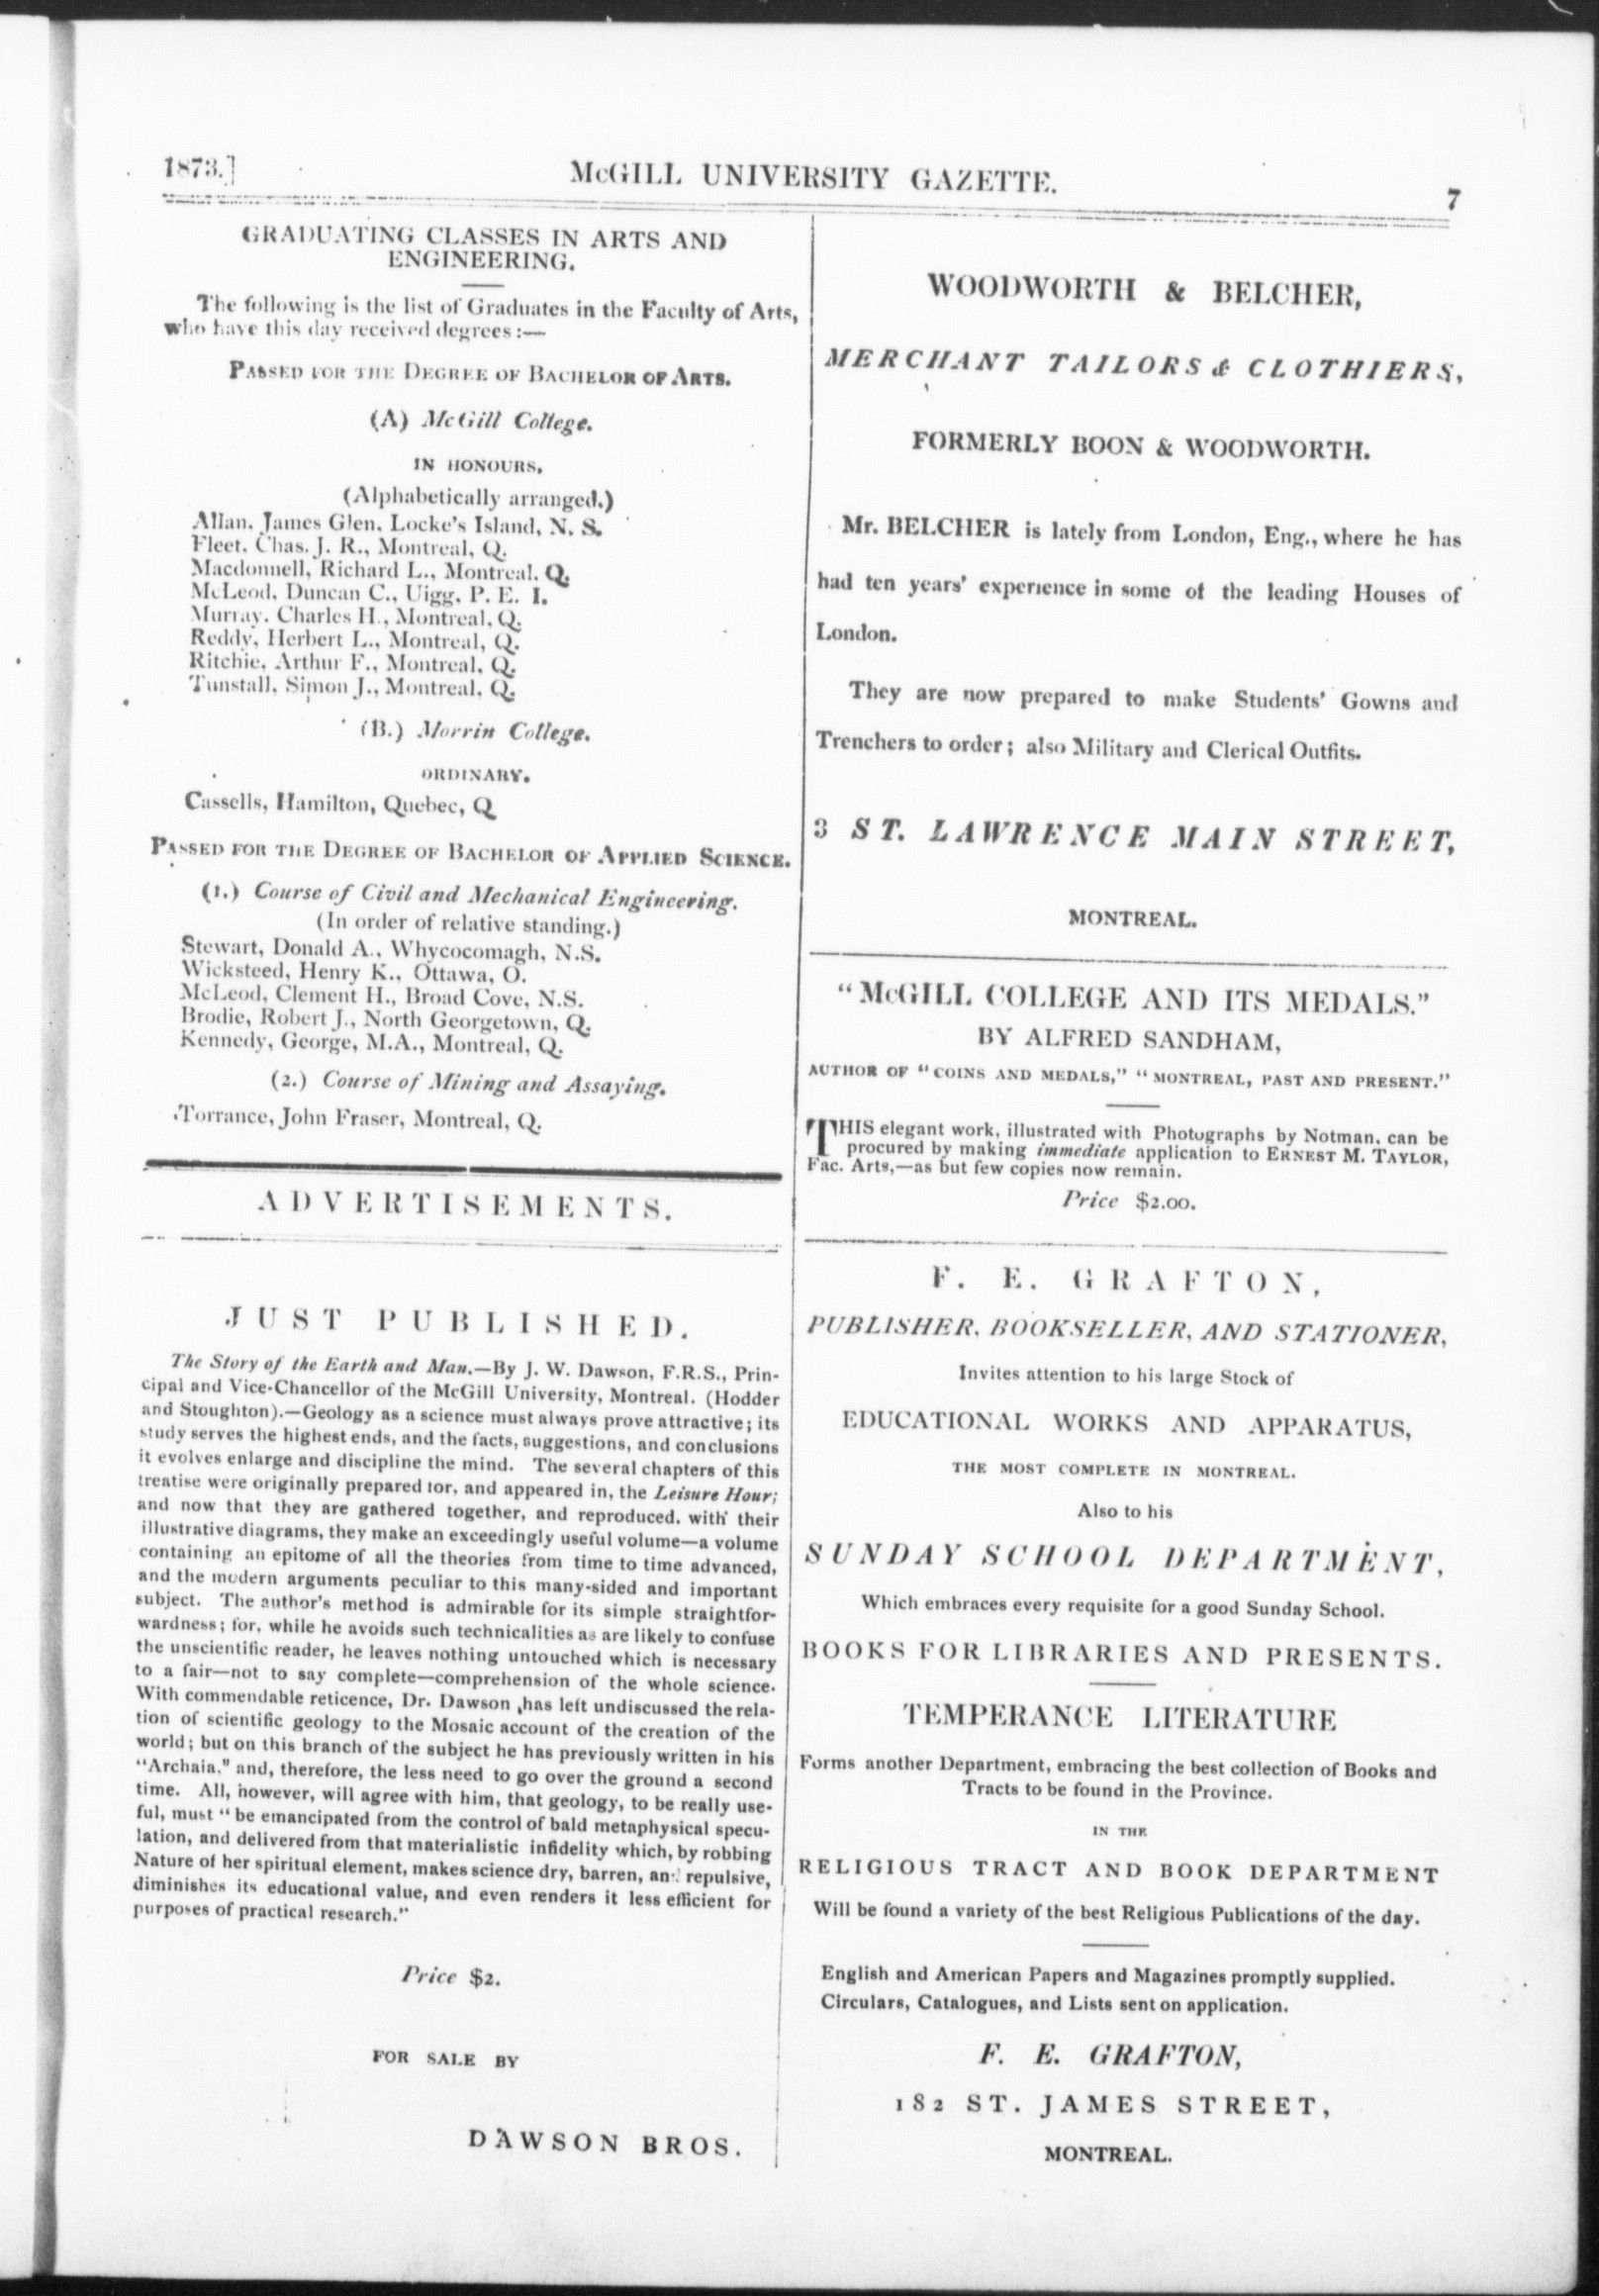 1873.]
McGILL UNIVERSITY GAZETTE.
7
GRADUATING CLASSES IN ARTS AND
ENGINEERING.
The following is the list of Graduates in the Faculty of Arts,
who have this day received degrees:—
PASSED FOR THE DEGREE OF BACHELOR OF ARTS.
(A) McGill College.
IN HONOURS.
(Alphabetically arranged.)
Allan, James Glen, Locke's Island, N. S.
Fleet, Chas. J. R., Montreal, Q.
Macdonnell, Richard L., Montreal, Q.
McLeod, Duncan C., Uigg, P. E. I.
Murray, Charles H., Montreal, Q.
Reddy, Herbert L., Montreal, Q.
Ritchie, Arthur F., Montreal, Q.
Tunstall, Simon J., Montreal, Q.
(B.) Morrin College.
ORDINARY.
Cassells, Hamilton, Quebec, Q
PASSED FOR THE DEGREE OF BACHELOR OF APPLIED SCIENCE.
(1.) Course of Civil and Mechanical Engineering.
(In order of relative standing.)
Stewart, Donald A., Whycocomagh, N.S.
Wicksteed, Henry K., Ottawa, O.
McLeod, Clement H., Broad Cove, N.S.
Brodie, Robert J., North Georgetown, Q.
Kennedy, George, M.A., Montreal, Q.
(2.) Course of Mining and Assaying.
Torrance, John Fraser, Montreal, Q.
ADVERTISEMENTS.
JUST PUBLISHED.
The Story of the Earth and Man.—By J. W. Dawson, F.R.S., Prin-
cipal and Vice-Chancellor of the McGill University, Montreal. (Hodder
and Stoughton).—Geology as a science must always prove attractive; its
study serves the highest ends, and the facts, suggestions, and conclusions
it evolves enlarge and discipline the mind. The several chapters of this
treatise were originally prepared for, and appeared in, the Leisure Hour;
and now that they are gathered together, and reproduced, with their
illustrative diagrams, they make an exceedingly useful volume—a volume
containing an epitome of all the theories from time to time advanced,
and the modern arguments peculiar to this many-sided and important
subject. The author's method is admirable for its simple straightfor-
wardness; for, while he avoids such technicalities as are likely to confuse
the unscientific reader, he leaves nothing untouched which is necessary
to a fair—not to say complete—comprehension of the whole science.
With commendable reticence, Dr. Dawson has left undiscussed the rela-
tion of scientific geology to the Mosaic account of the creation of the
world; but on this branch of the subject he has previously written in his
"Archaia," and, therefore, the less need to go over the ground a second
time. All, however, will agree with him, that geology, to be really use-
ful, must "be emancipated from the control of bald metaphysical specu-
lation, and delivered from that materialistic infidelity which, by robbing
Nature of her spiritual element, makes science dry, barren, and repulsive,
diminishes its educational value, and even renders it less efficient for
purposes of practical research."
Price $2.
FOR SALE BY
DAWSON BROS.
WOODWORTH & BELCHER,
MERCHANT TAILORS & CLOTHIERS,
FORMERLY BOON & WOODWORTH.
Mr. BELCHER is lately from London, Eng., where he has
had ten years' experience in some of the leading Houses of
London.
They are now prepared to make Students' Gowns and
Trenchers to order; also Military and Clerical Outfits.
3 ST. LAWRENCE MAIN STREET,
MONTREAL.
"McGILL COLLEGE AND ITS MEDALS."
BY ALFRED SANDHAM,
AUTHOR OF "COINS AND MEDALS," "MONTREAL, PAST AND PRESENT."
THIS elegant work, illustrated with Photographs by Notman, can be
procured by making immediate application to ERNEST M. TAYLOR,
Fac. Arts,—as but few copies now remain.
Price $2.00.
F. E. GRAFTON,
PUBLISHER, BOOKSELLER, AND STATIONER,
Invites attention to his large Stock of
EDUCATIONAL WORKS AND APPARATUS,
THE MOST COMPLETE IN MONTREAL.
Also to his
SUNDAY SCHOOL DEPARTMENT,
Which embraces every requisite for a good Sunday School.
BOOKS FOR LIBRARIES AND PRESENTS.
TEMPERANCE LITERATURE
Forms another Department, embracing the best collection of Books and
Tracts to be found in the Province.
IN THE
RELIGIOUS TRACT AND BOOK DEPARTMENT
Will be found a variety of the best Religious Publications of the day.
English and American Papers and Magazines promptly supplied.
Circulars, Catalogues, and Lists sent on application.
F. E. GRAFTON,
182 ST. JAMES STREET,
MONTREAL.